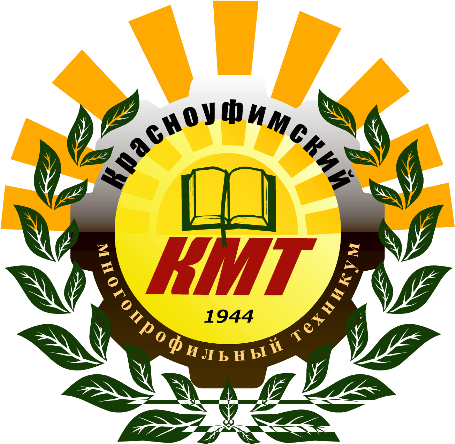 Красноуфимский
КМТ
1944
многопрофильный техникум